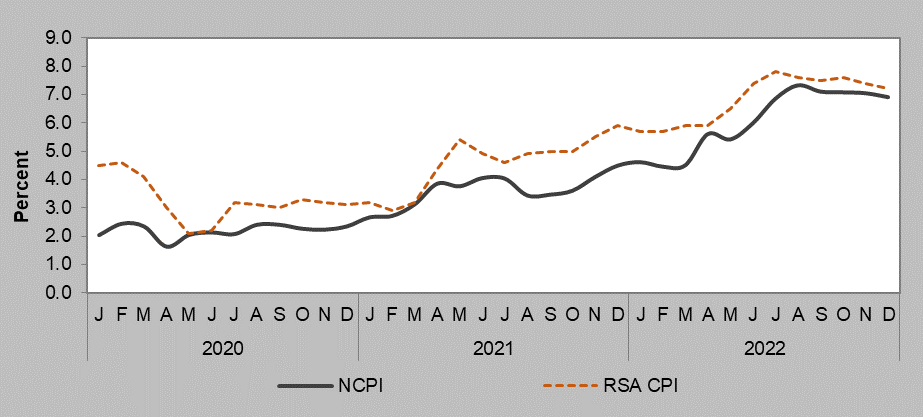 Percent
9.0
8.0
7.0
6.0
5.0
4.0
3.0
2.0
1.0
0.0
J F M A M J J A S O N D J F M A M J J A S O N D J F M A M J J A S O N D
2020 2021 2022
NCPI RSA CPI